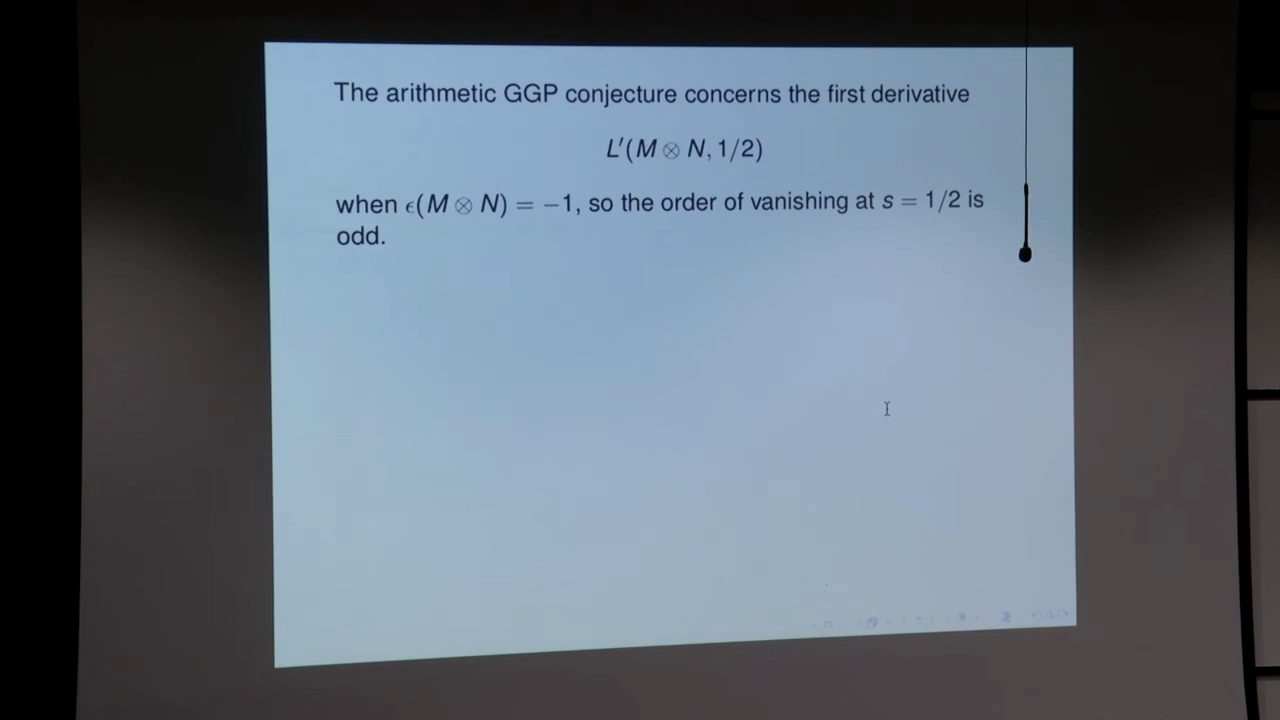 The arithmetic GGP conjecture concerns the first derivative
L′(M ⊗ N, 1/2)
when ϵ(M ⊗ N) = −1, so the order of vanishing at s = 1/2 is
odd.